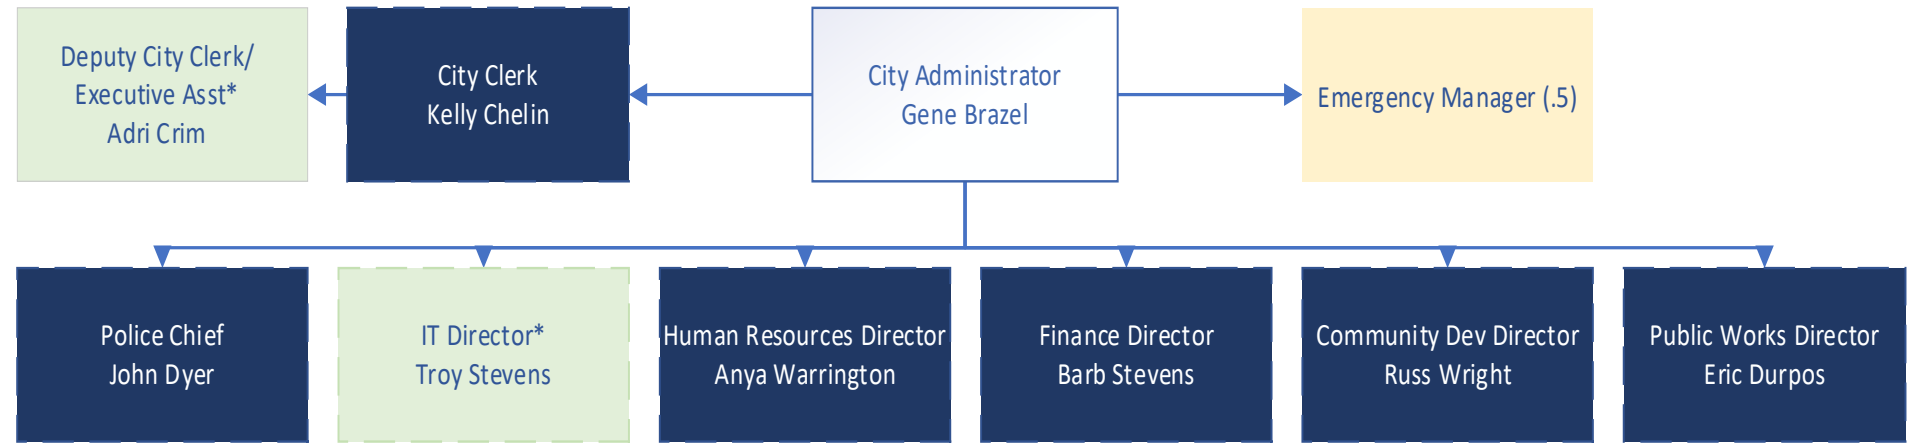 Deputy City Clerk/
Executive Asst*
Adri Crim
City Clerk
Kelly Chelin
City Administrator
Gene Brazel
Emergency Manager (.5)
Police Chief
John Dyer
IT Director*
Troy Stevens
Human Resources Director
Anya Warrington
Finance Director
Barb Stevens
Community Dev Director
Russ Wright
Public Works Director
Eric Durpos